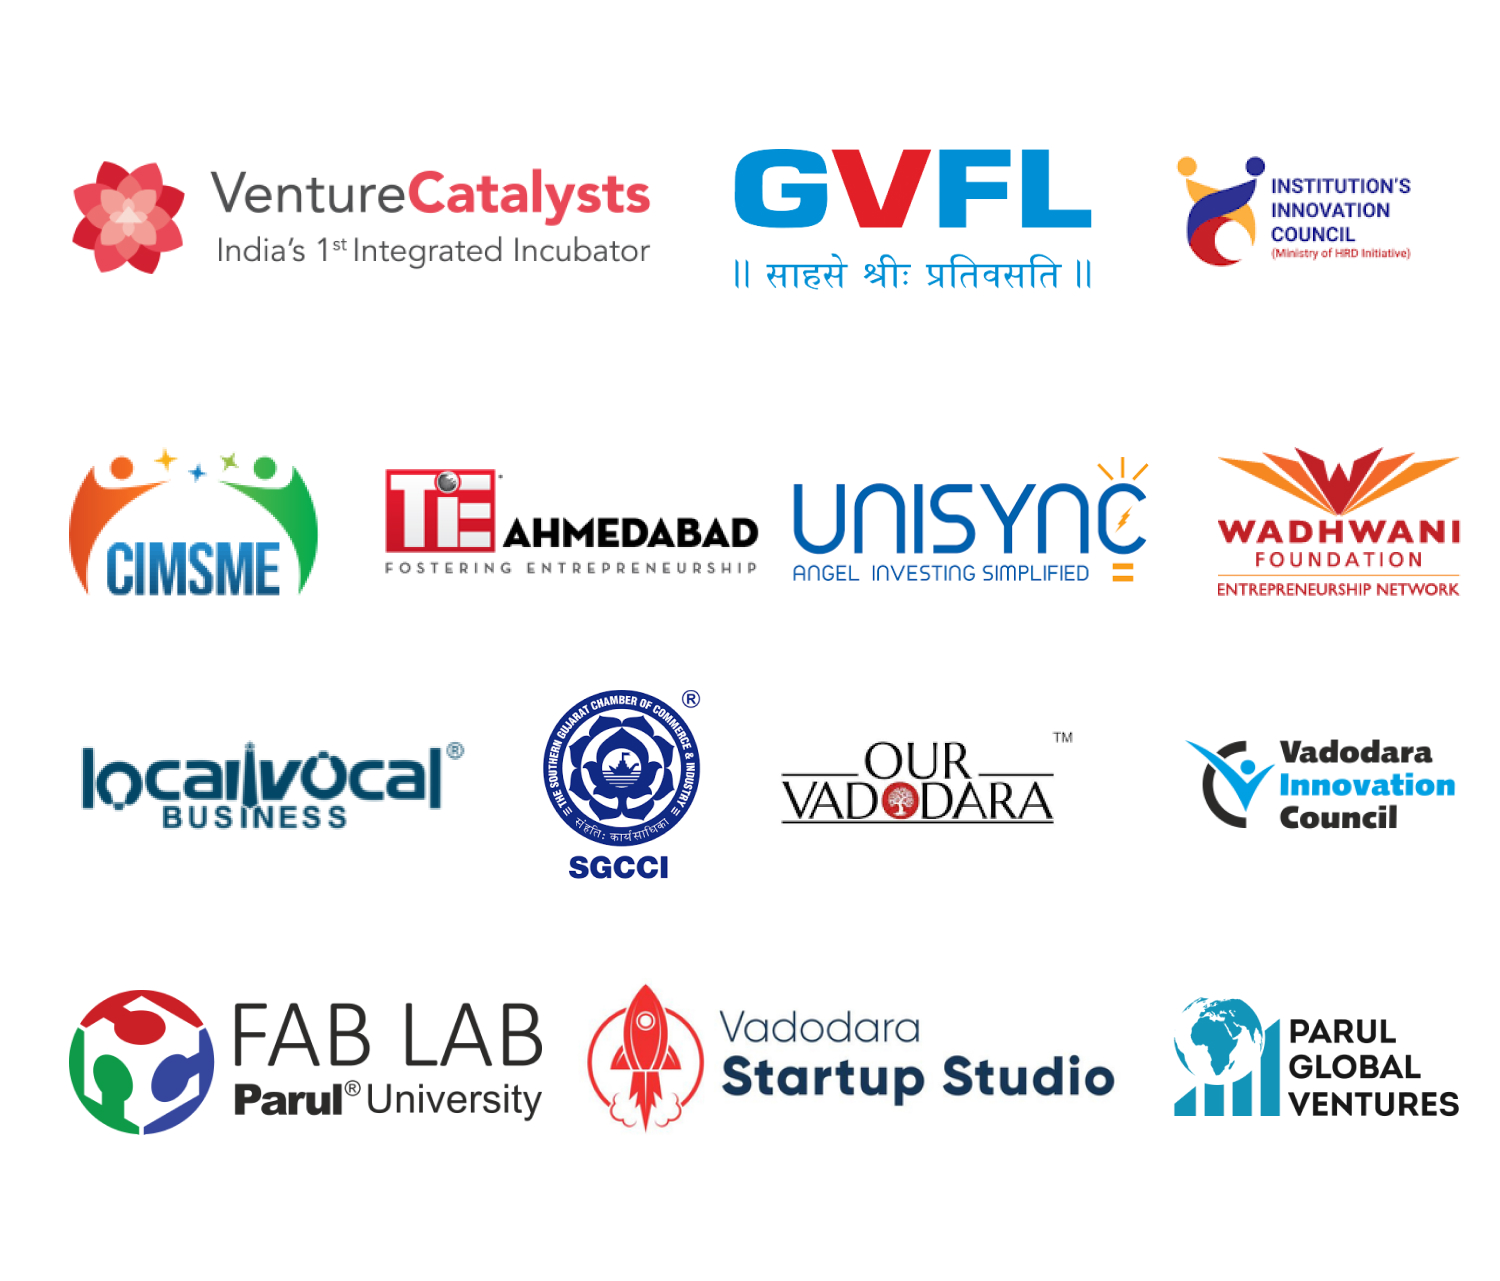 VentureCatalysts
India's 1st Integrated Incubator
GVFL
॥ साहसे श्रीः प्रतिवसति ॥
INSTITUTION'S
INNOVATION
COUNCIL
(Ministry of HRD Initiative)
CIMSME
TiE AHMEDABAD
FOSTERING ENTREPRENEURSHIP
UNISYNC
ANGEL INVESTING SIMPLIFIED
WADHWANI
FOUNDATION
ENTREPRENEURSHIP NETWORK
localvocal®
BUSINESS
THE SOUTHERN GUJARAT CHAMBER OF COMMERCE & INDUSTRY
संहतिः कार्यसाधिका
®
SGCCI
OUR
VADODARA
TM
Vadodara
Innovation
Council
FAB LAB
Parul® University
Vadodara
Startup Studio
PARUL
GLOBAL
VENTURES